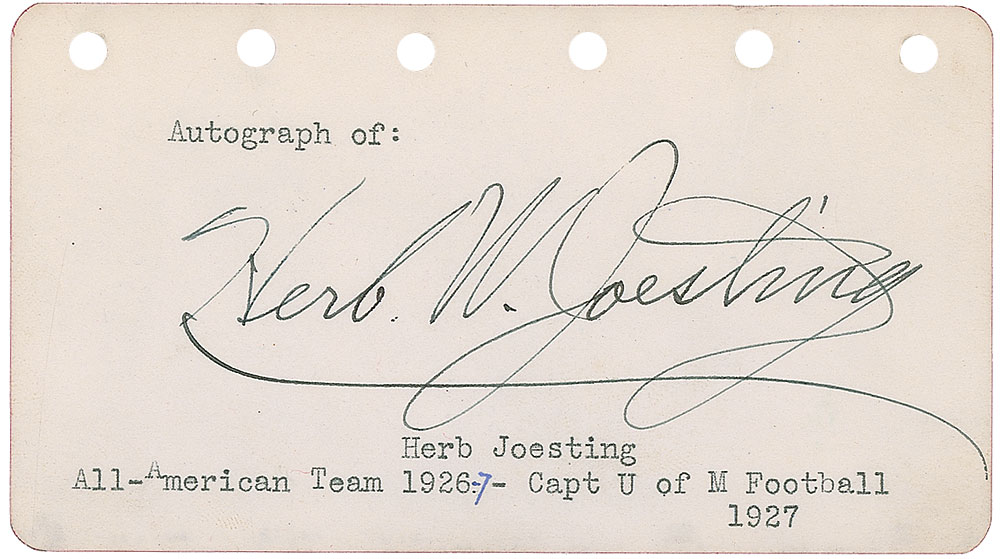 Autograph of:
Herb. W. Joesting
Herb Joesting
All-American Team 1926-7- Capt U of M Football
1927